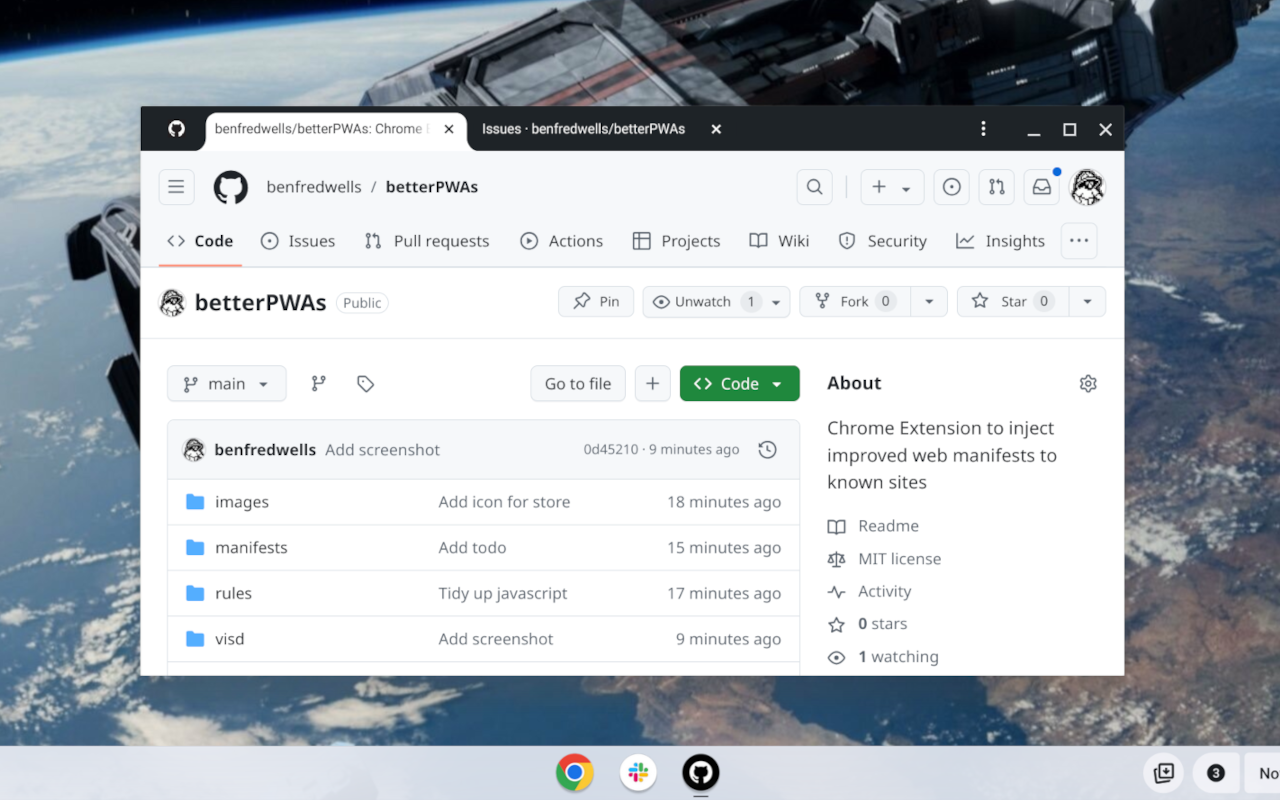 benfredwells/betterPWAs: Chrome
Issues · benfredwells/betterPWAs
benfredwells / betterPWAs
Code Issues Pull requests Actions Projects Wiki Security Insights
betterPWAs Public Pin Unwatch 1 Fork 0 Star 0
main Go to file Code About
Chrome Extension to inject
improved web manifests to
known sites
benfredwells Add screenshot 0d45210 · 9 minutes ago
images Add icon for store 18 minutes ago
manifests Add todo 15 minutes ago
rules Tidy up javascript 17 minutes ago
visd Add screenshot 9 minutes ago
Readme
MIT license
Activity
0 stars
1 watching
3 No